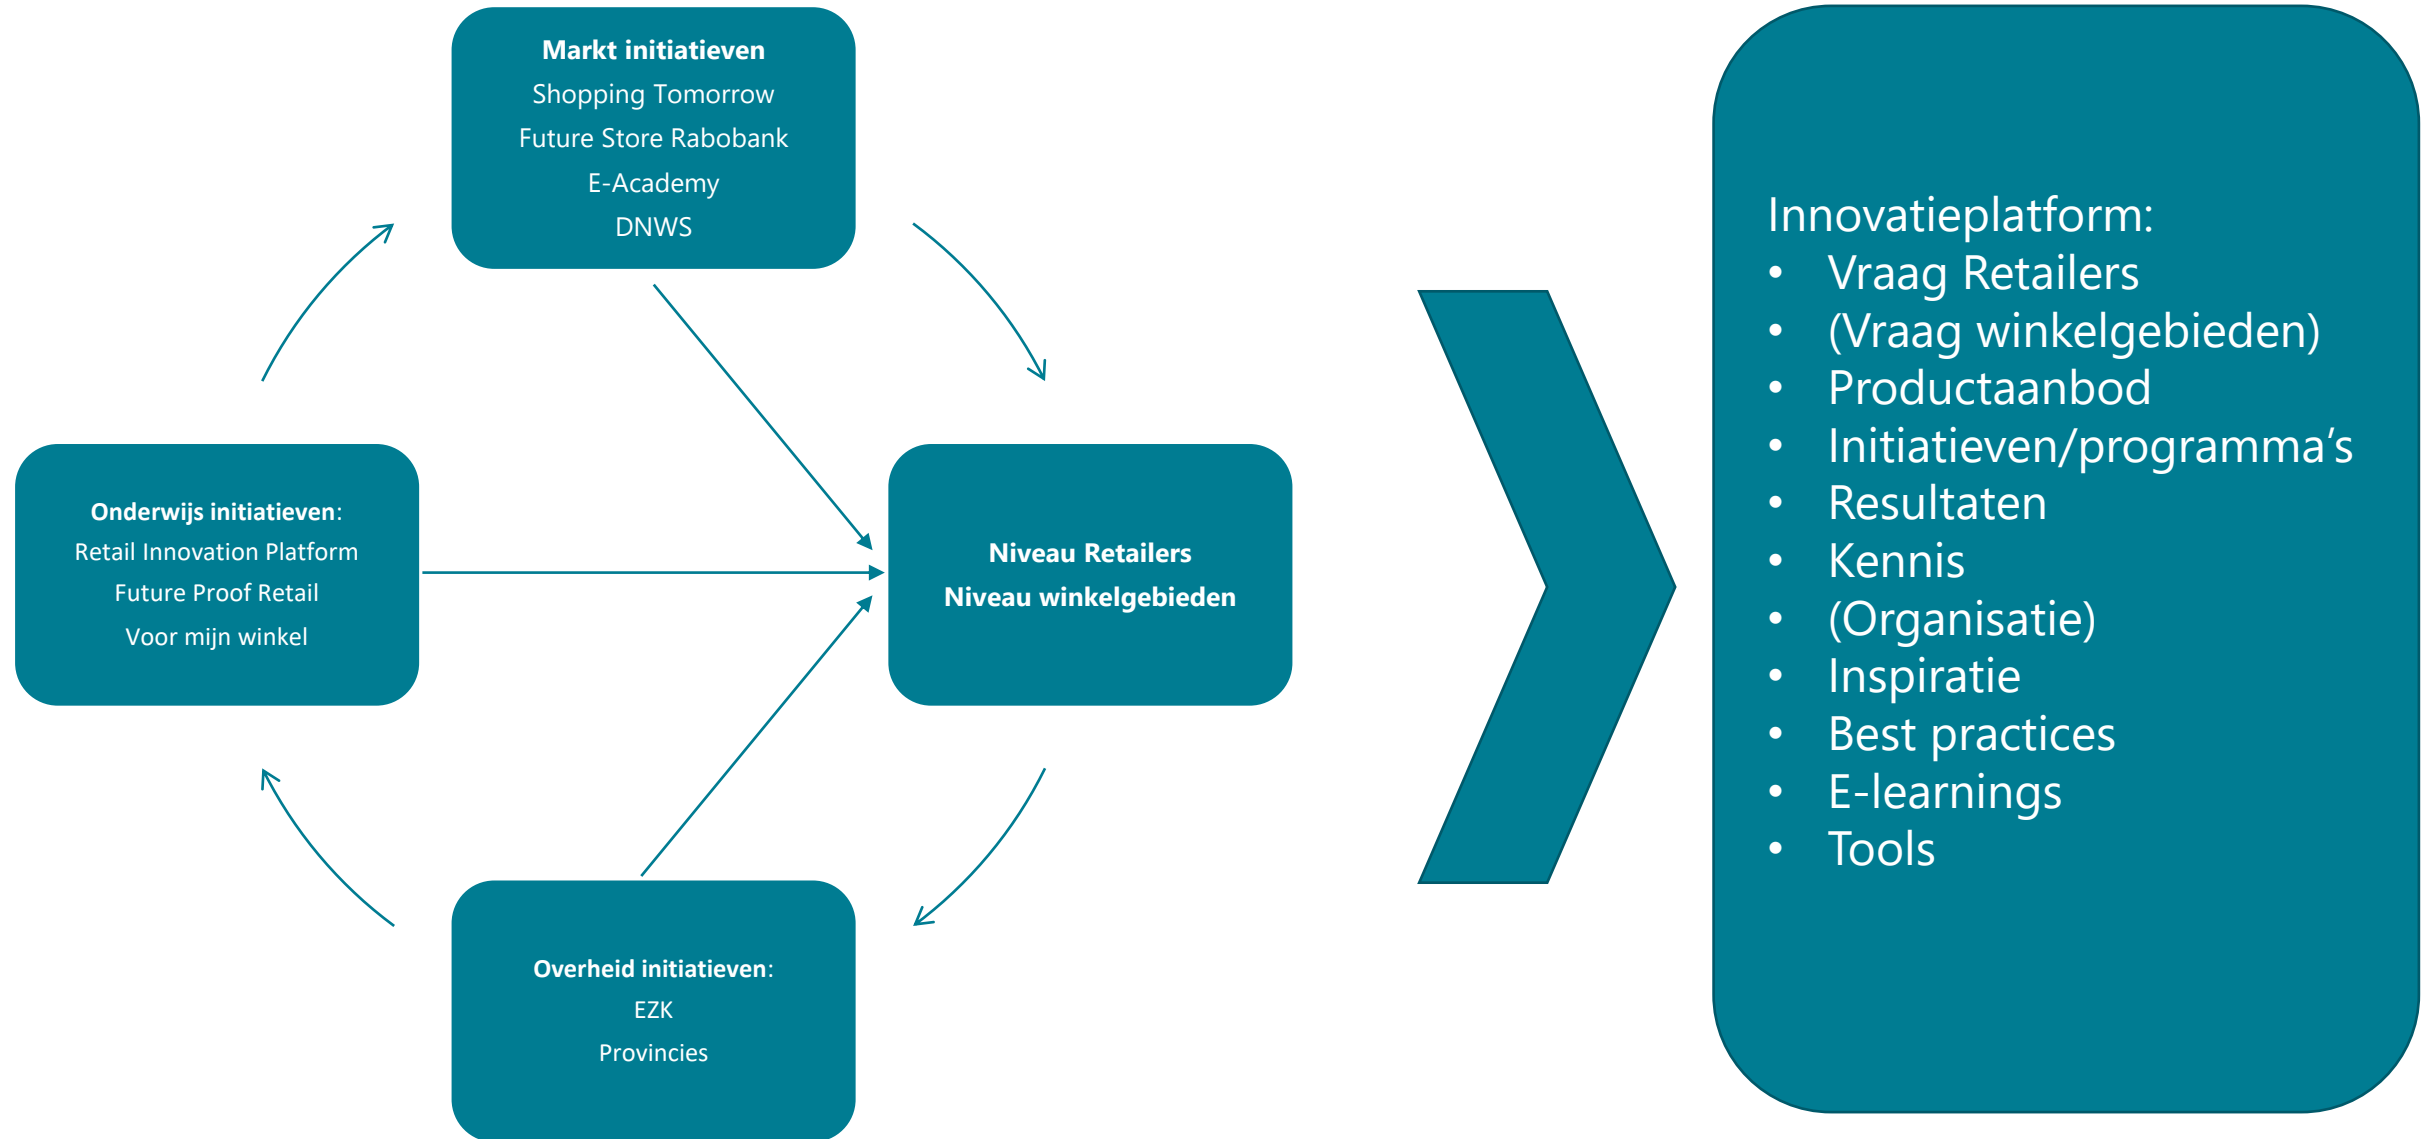 Markt initiatieven
Shopping Tomorrow
Future Store Rabobank
E-Academy
DNWS
Onderwijs initiatieven:
Retail Innovation Platform
Future Proof Retail
Voor mijn winkel
Niveau Retailers
Niveau winkelgebieden
Overheid initiatieven:
EZK
Provincies
Innovatieplatform:
• Vraag Retailers
• (Vraag winkelgebieden)
• Productaanbod
• Initiatieven/programma’s
• Resultaten
• Kennis
• (Organisatie)
• Inspiratie
• Best practices
• E-learnings
• Tools